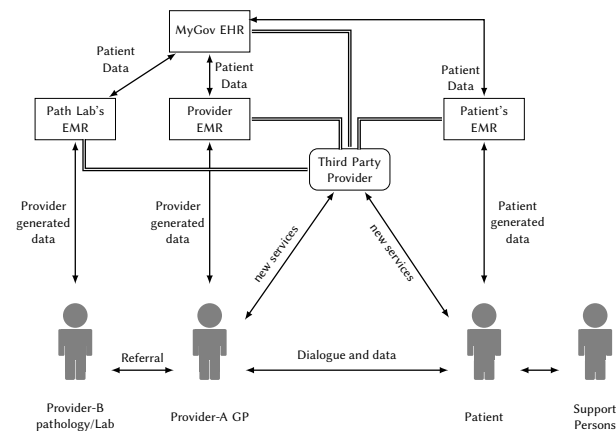 MyGov EHR
Patient
Data
Patient
Data
Patient
Data
Path Lab's
EMR
Provider
EMR
Patient's
EMR
Third Party
Provider
Provider
generated
data
Provider
generated
data
Patient
generated
data
new services
new services
Referral
Dialogue and data
Provider-B
pathology/Lab
Provider-A GP
Patient
Support
Persons